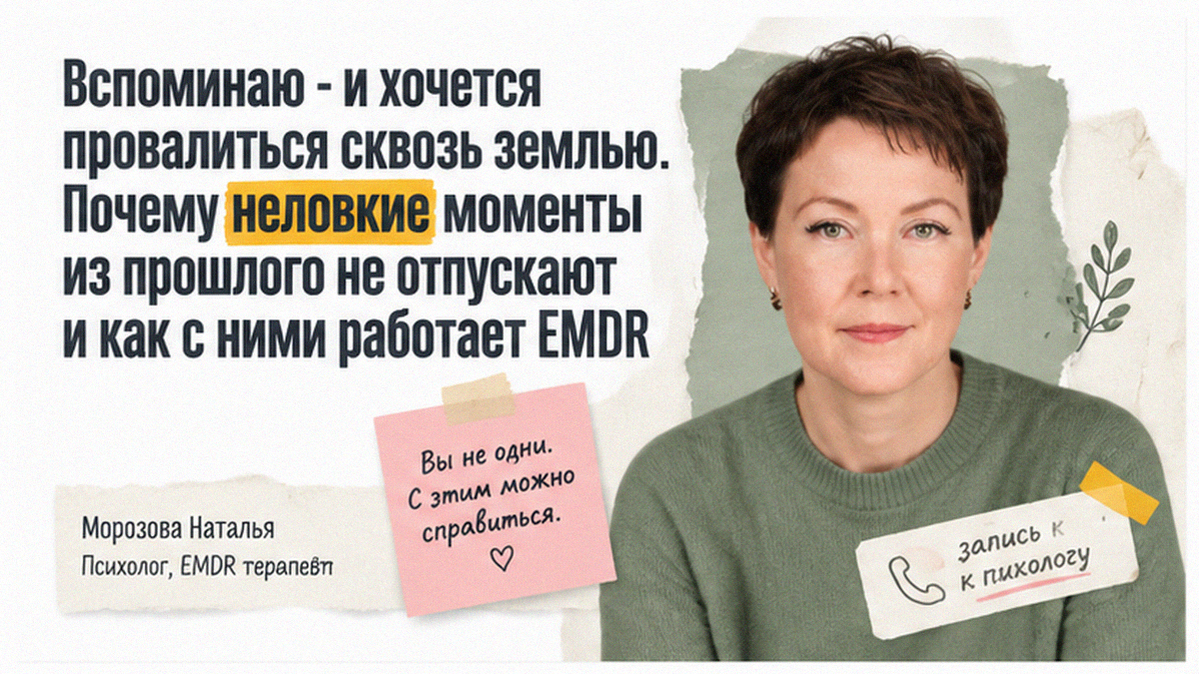 Вспоминаю - и хочется
провалиться сквозь землью.
Почему неловкие моменты
из прошлого не отпускают
и как с ними работает EMDR
Вы не одни.
С этим можно
справиться.
Морозова Наталья
Психолог, EMDR терапевт
запись к
к пихологу